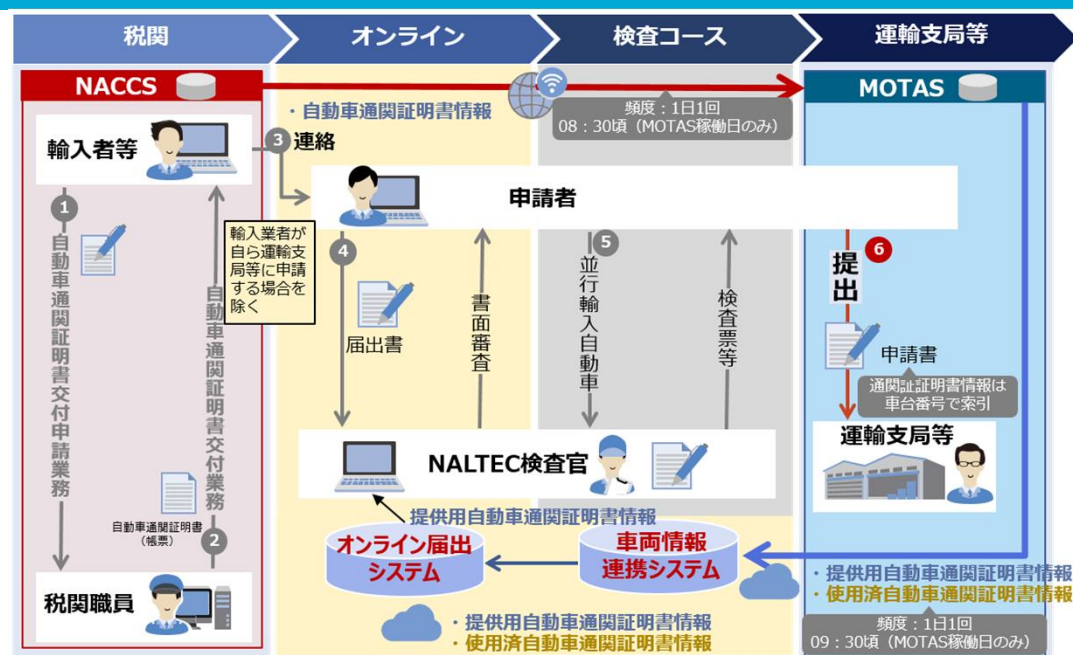 税関
オンライン
検査コース
運輸支局等
NACCS
MOTAS
・自動車通関証明書情報
頻度：1日1回
08：30頃（MOTAS稼働日のみ）
輸入者等
3
連絡
申請者
1
自動車通関証明書交付申請業務
自動車通関証明書交付業務
輸入業者が
自ら運輸支
局等に申請
する場合を
除く
4
届出書
書面審査
5
並行輸入自動車
検査票等
6
提出
申請書
通関証証明書情報は
車台番号で索引
運輸支局等
NALTEC検査官
自動車通関証明書
（帳票）
2
税関職員
提供用自動車通関証明書情報
オンライン届出
システム
車両情報
連携システム
・提供用自動車通関証明書情報
・使用済自動車通関証明書情報
・提供用自動車通関証明書情報
・使用済自動車通関証明書情報
頻度：1日1回
09：30頃（MOTAS稼働日のみ）